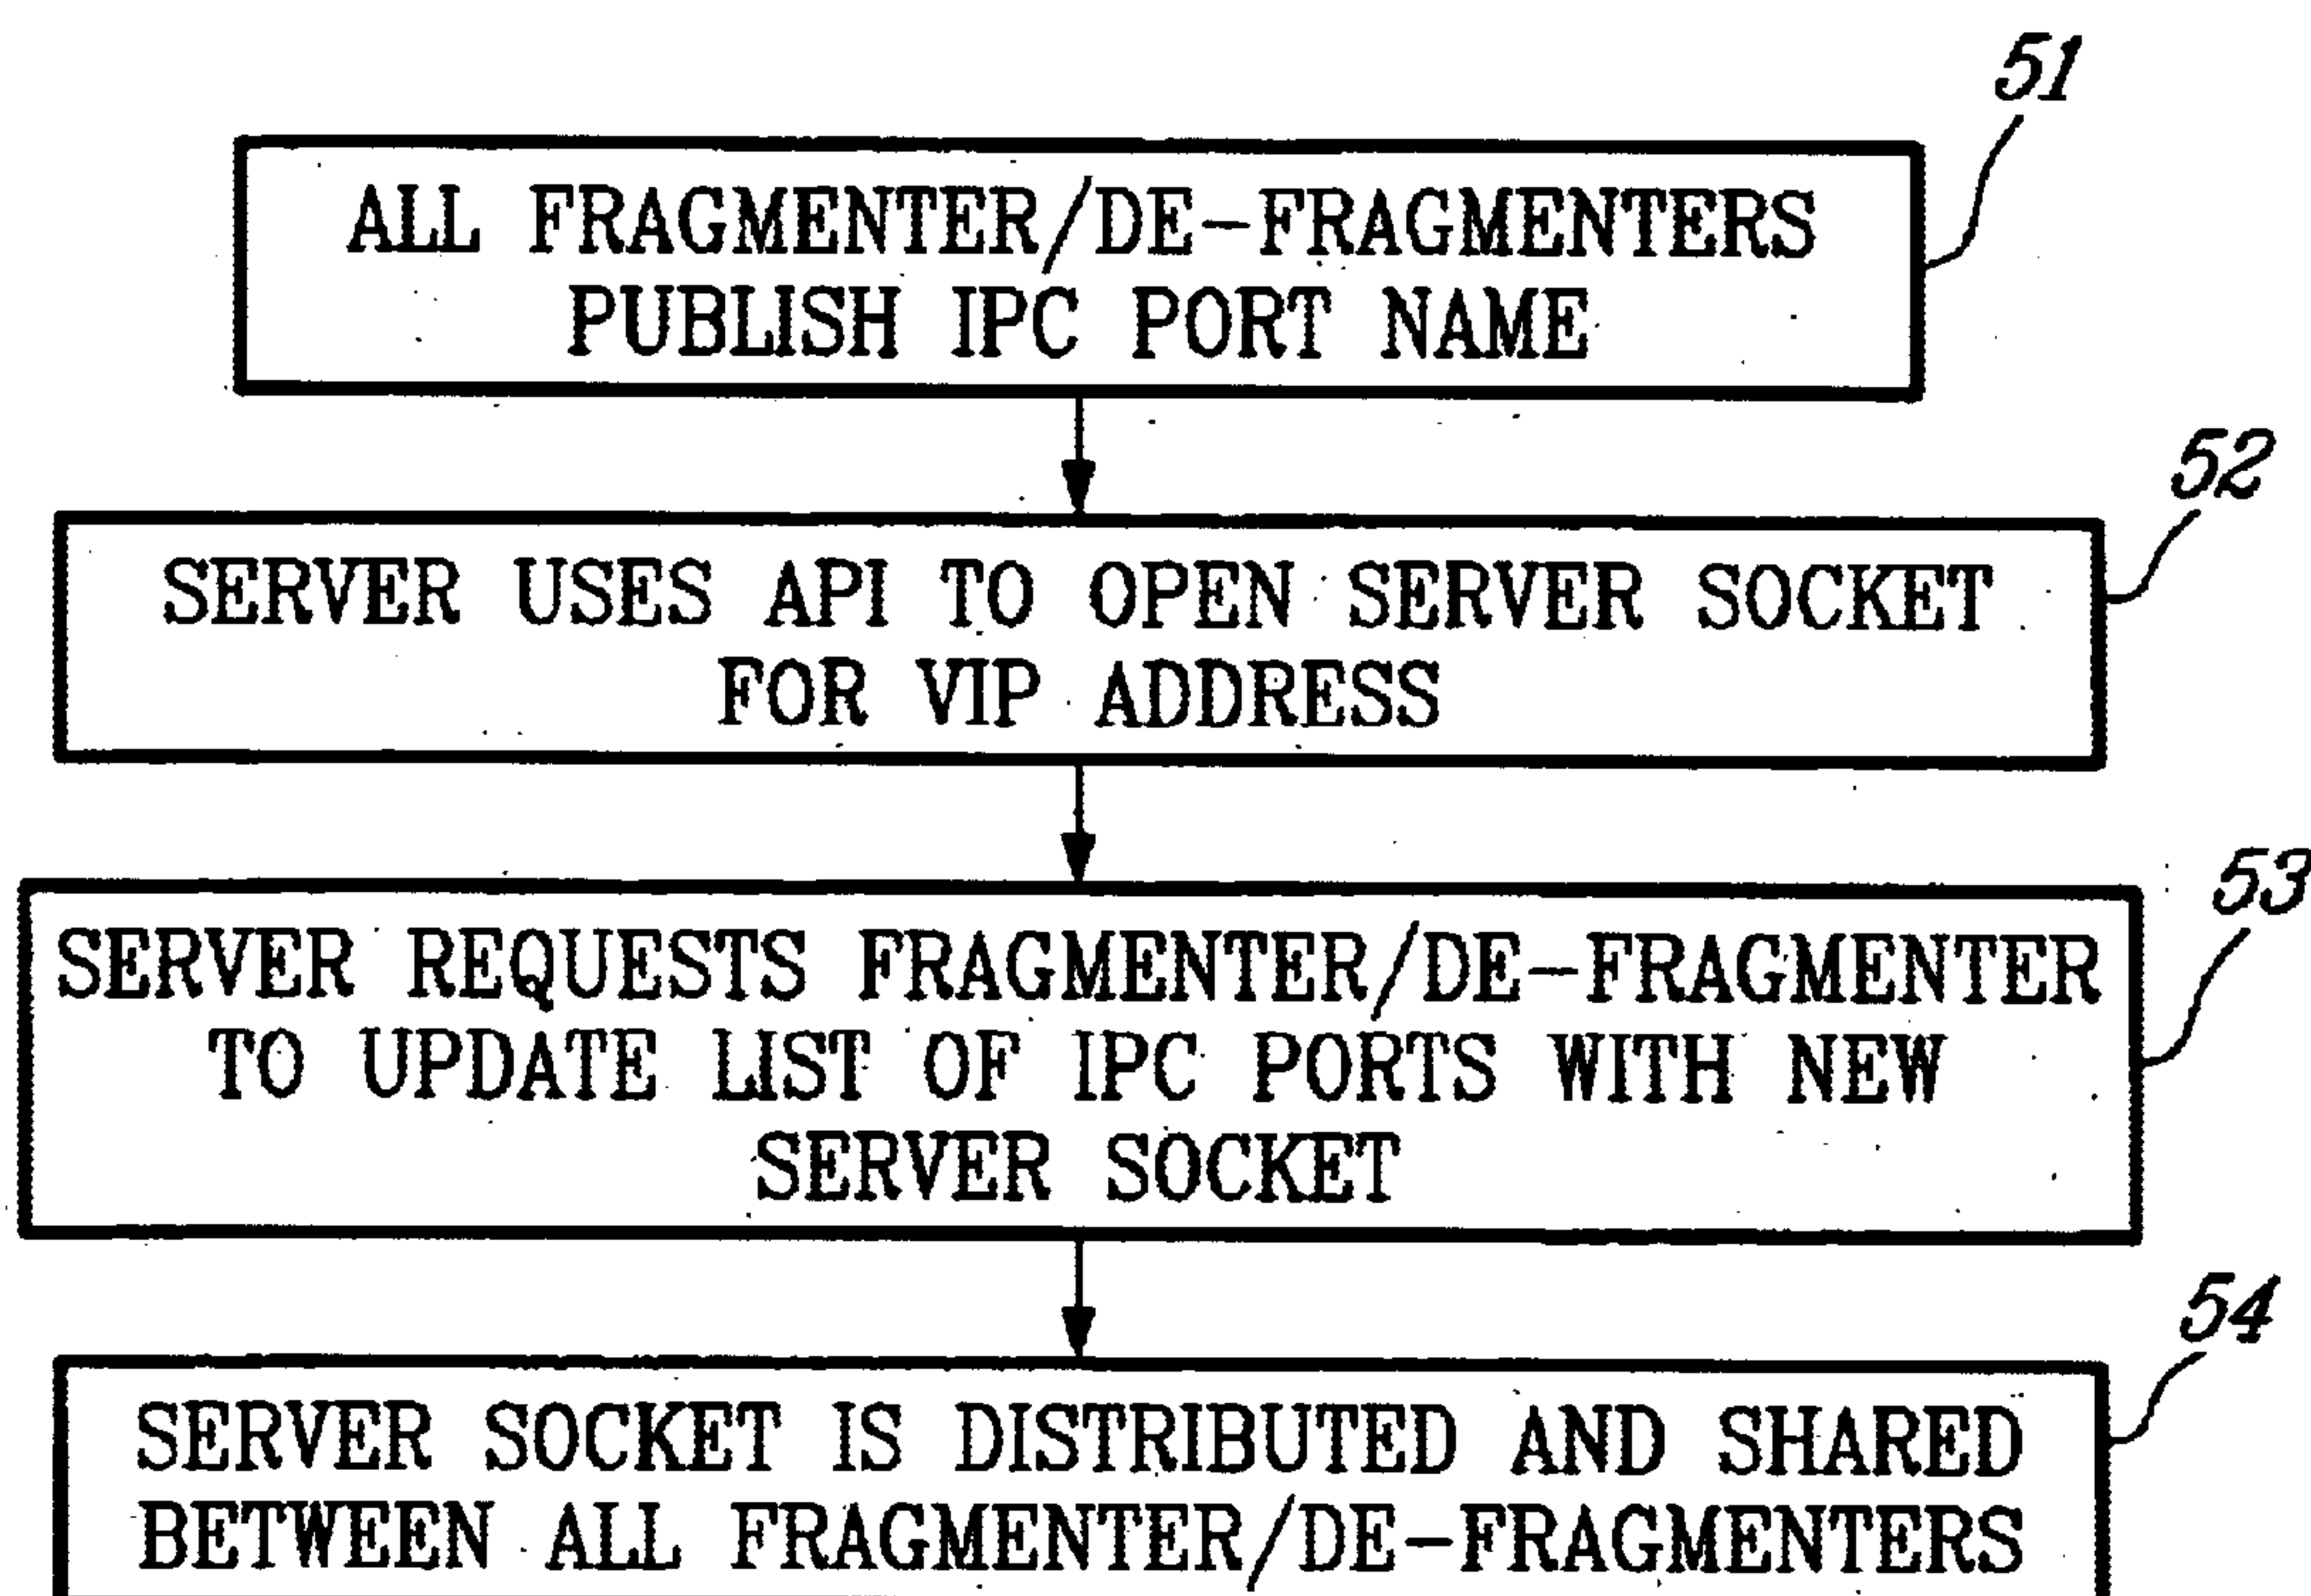 51
ALL FRAGMENTER/DE-FRAGMENTERS
PUBLISH IPC PORT NAME
52
SERVER USES API TO OPEN SERVER SOCKET
FOR VIP ADDRESS
53
SERVER REQUESTS FRAGMENTER/DE-FRAGMENTER
TO UPDATE LIST OF IPC PORTS WITH NEW
SERVER SOCKET
54
SERVER SOCKET IS DISTRIBUTED AND SHARED
BETWEEN ALL FRAGMENTER/DE-FRAGMENTERS